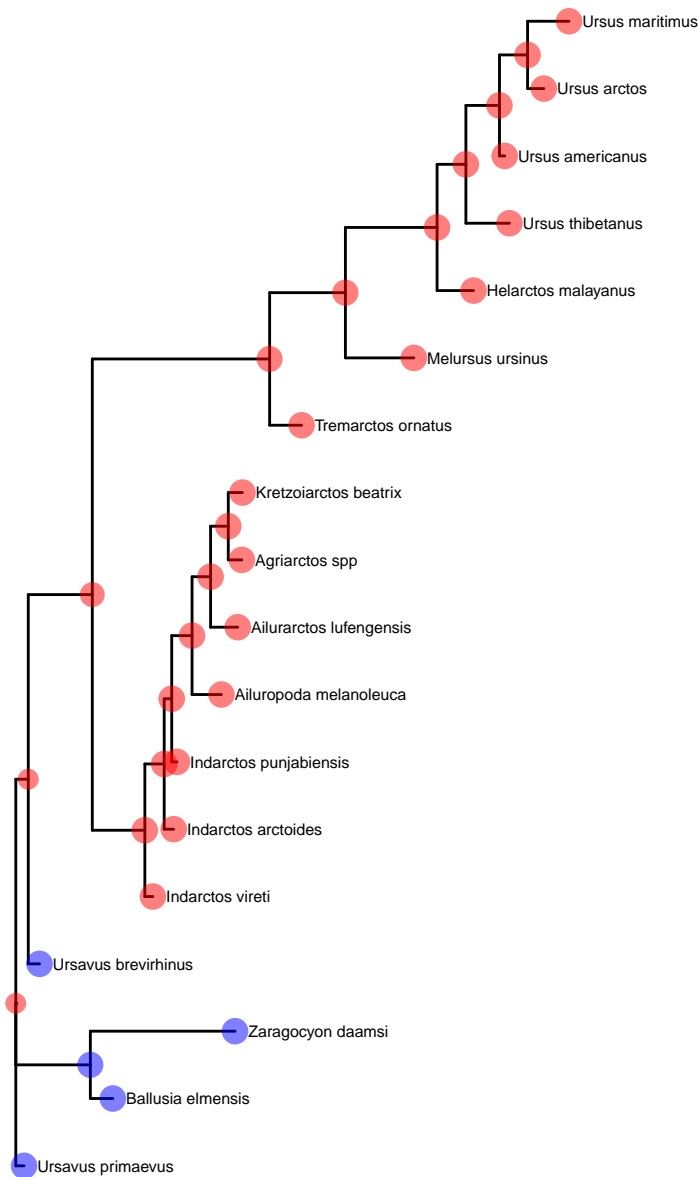 Ursus maritimus
Ursus arctos
Ursus americanus
Ursus thibetanus
Helarctos malayanus
Melursus ursinus
Tremarctos ornatus
Kretzoiarctos beatrix
Agriarctos spp
Ailurarctos lufengensis
Ailuropoda melanoleuca
Indarctos punjabiensis
Indarctos arctoides
Indarctos vireti
Ursavus brevirhinus
Zaragocyon daamsi
Ballusia elmensis
Ursavus primaevus